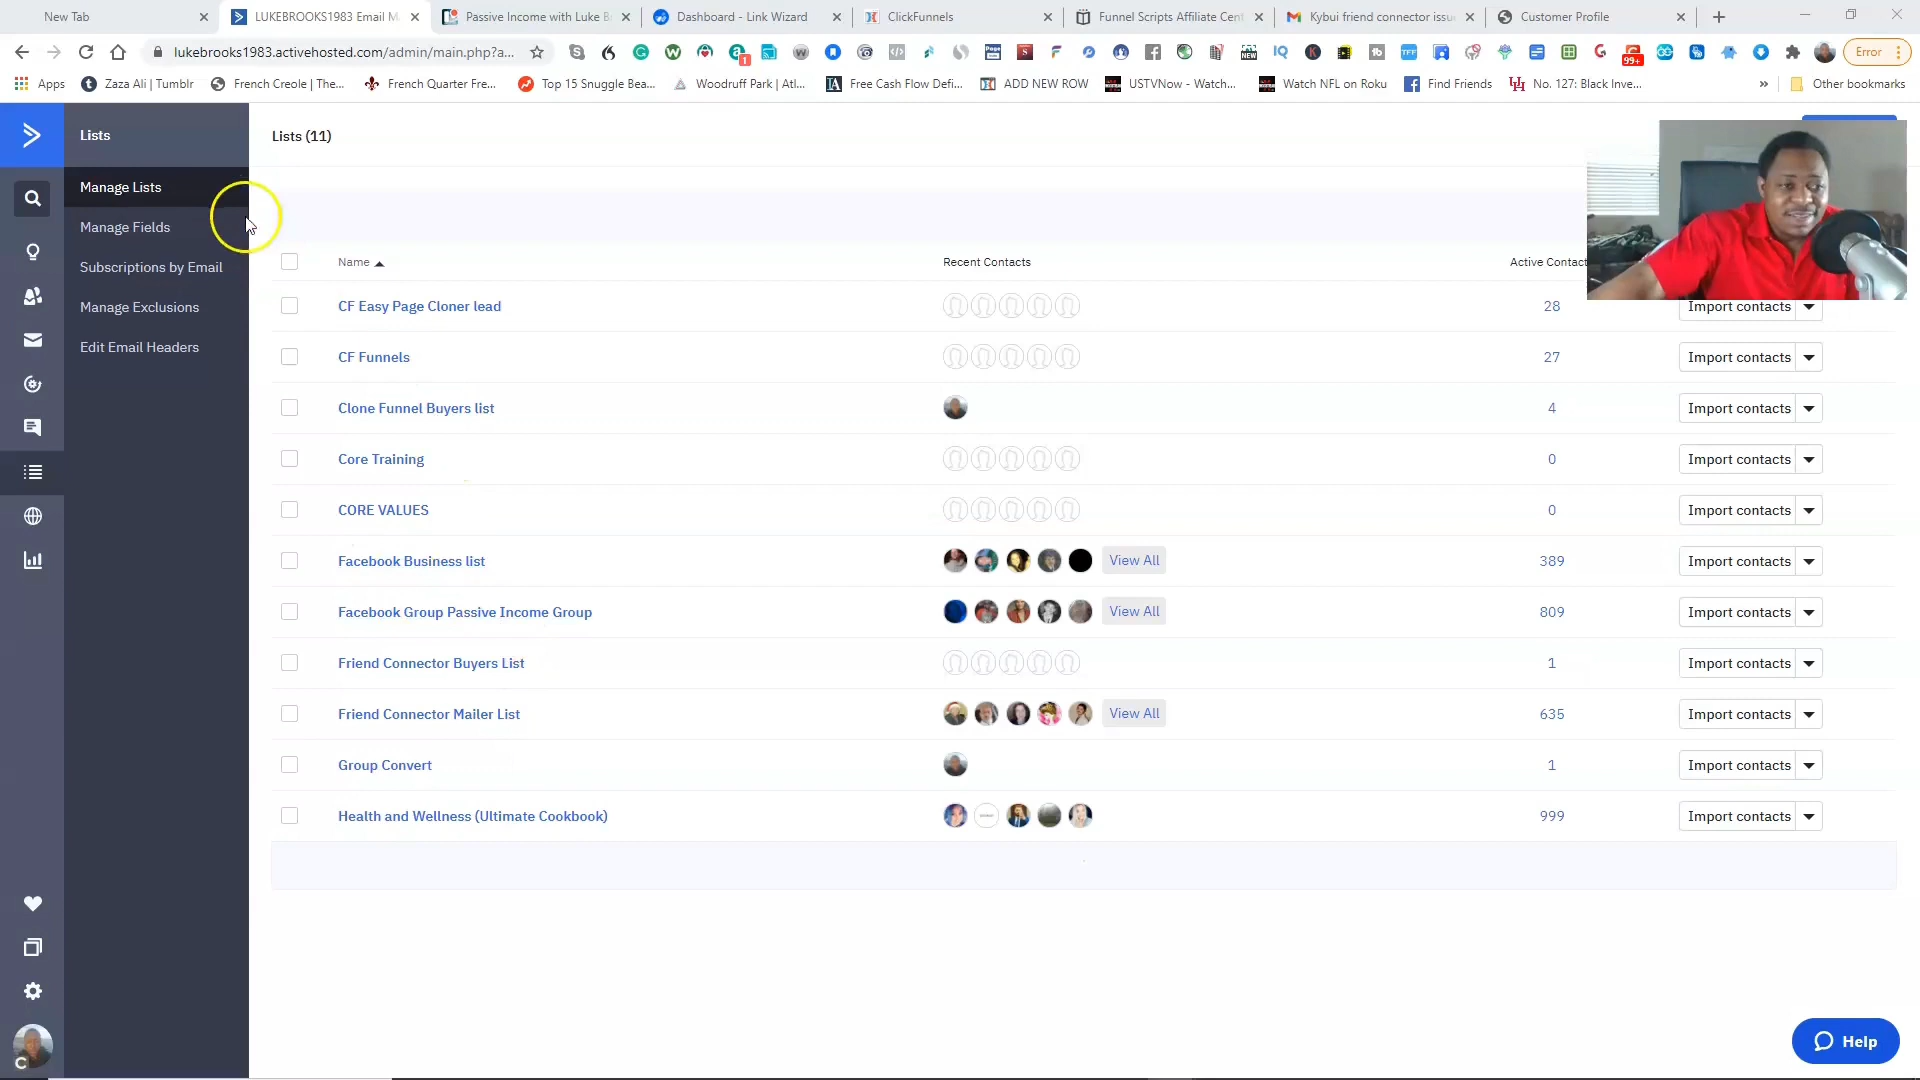 New Tab
LUKEBROOKS1983 Email M
Passive Income with Luke B
Dashboard - Link Wizard
ClickFunnels
Funnel Scripts Affiliate Cent
Kybui friend connector issu
Customer Profile
lukebrooks1983.activehosted.com/admin/main.php?a...
Error
Apps
Zaza Ali | Tumblr
French Creole | The...
French Quarter Fre...
Top 15 Snuggle Bea...
Woodruff Park | Atl...
Free Cash Flow Defi...
ADD NEW ROW
USTVNow - Watch...
Watch NFL on Roku
Find Friends
No. 127: Black Inve...
Other bookmarks
Lists
Manage Lists
Manage Fields
Subscriptions by Email
Manage Exclusions
Edit Email Headers
Lists (11)
Name
Recent Contacts
Active Contact
CF Easy Page Cloner lead
28
Import contacts
CF Funnels
27
Import contacts
Clone Funnel Buyers list
4
Import contacts
Core Training
0
Import contacts
CORE VALUES
0
Import contacts
Facebook Business list
View All
389
Import contacts
Facebook Group Passive Income Group
View All
809
Import contacts
Friend Connector Buyers List
1
Import contacts
Friend Connector Mailer List
View All
635
Import contacts
Group Convert
1
Import contacts
Health and Wellness (Ultimate Cookbook)
999
Import contacts
Help